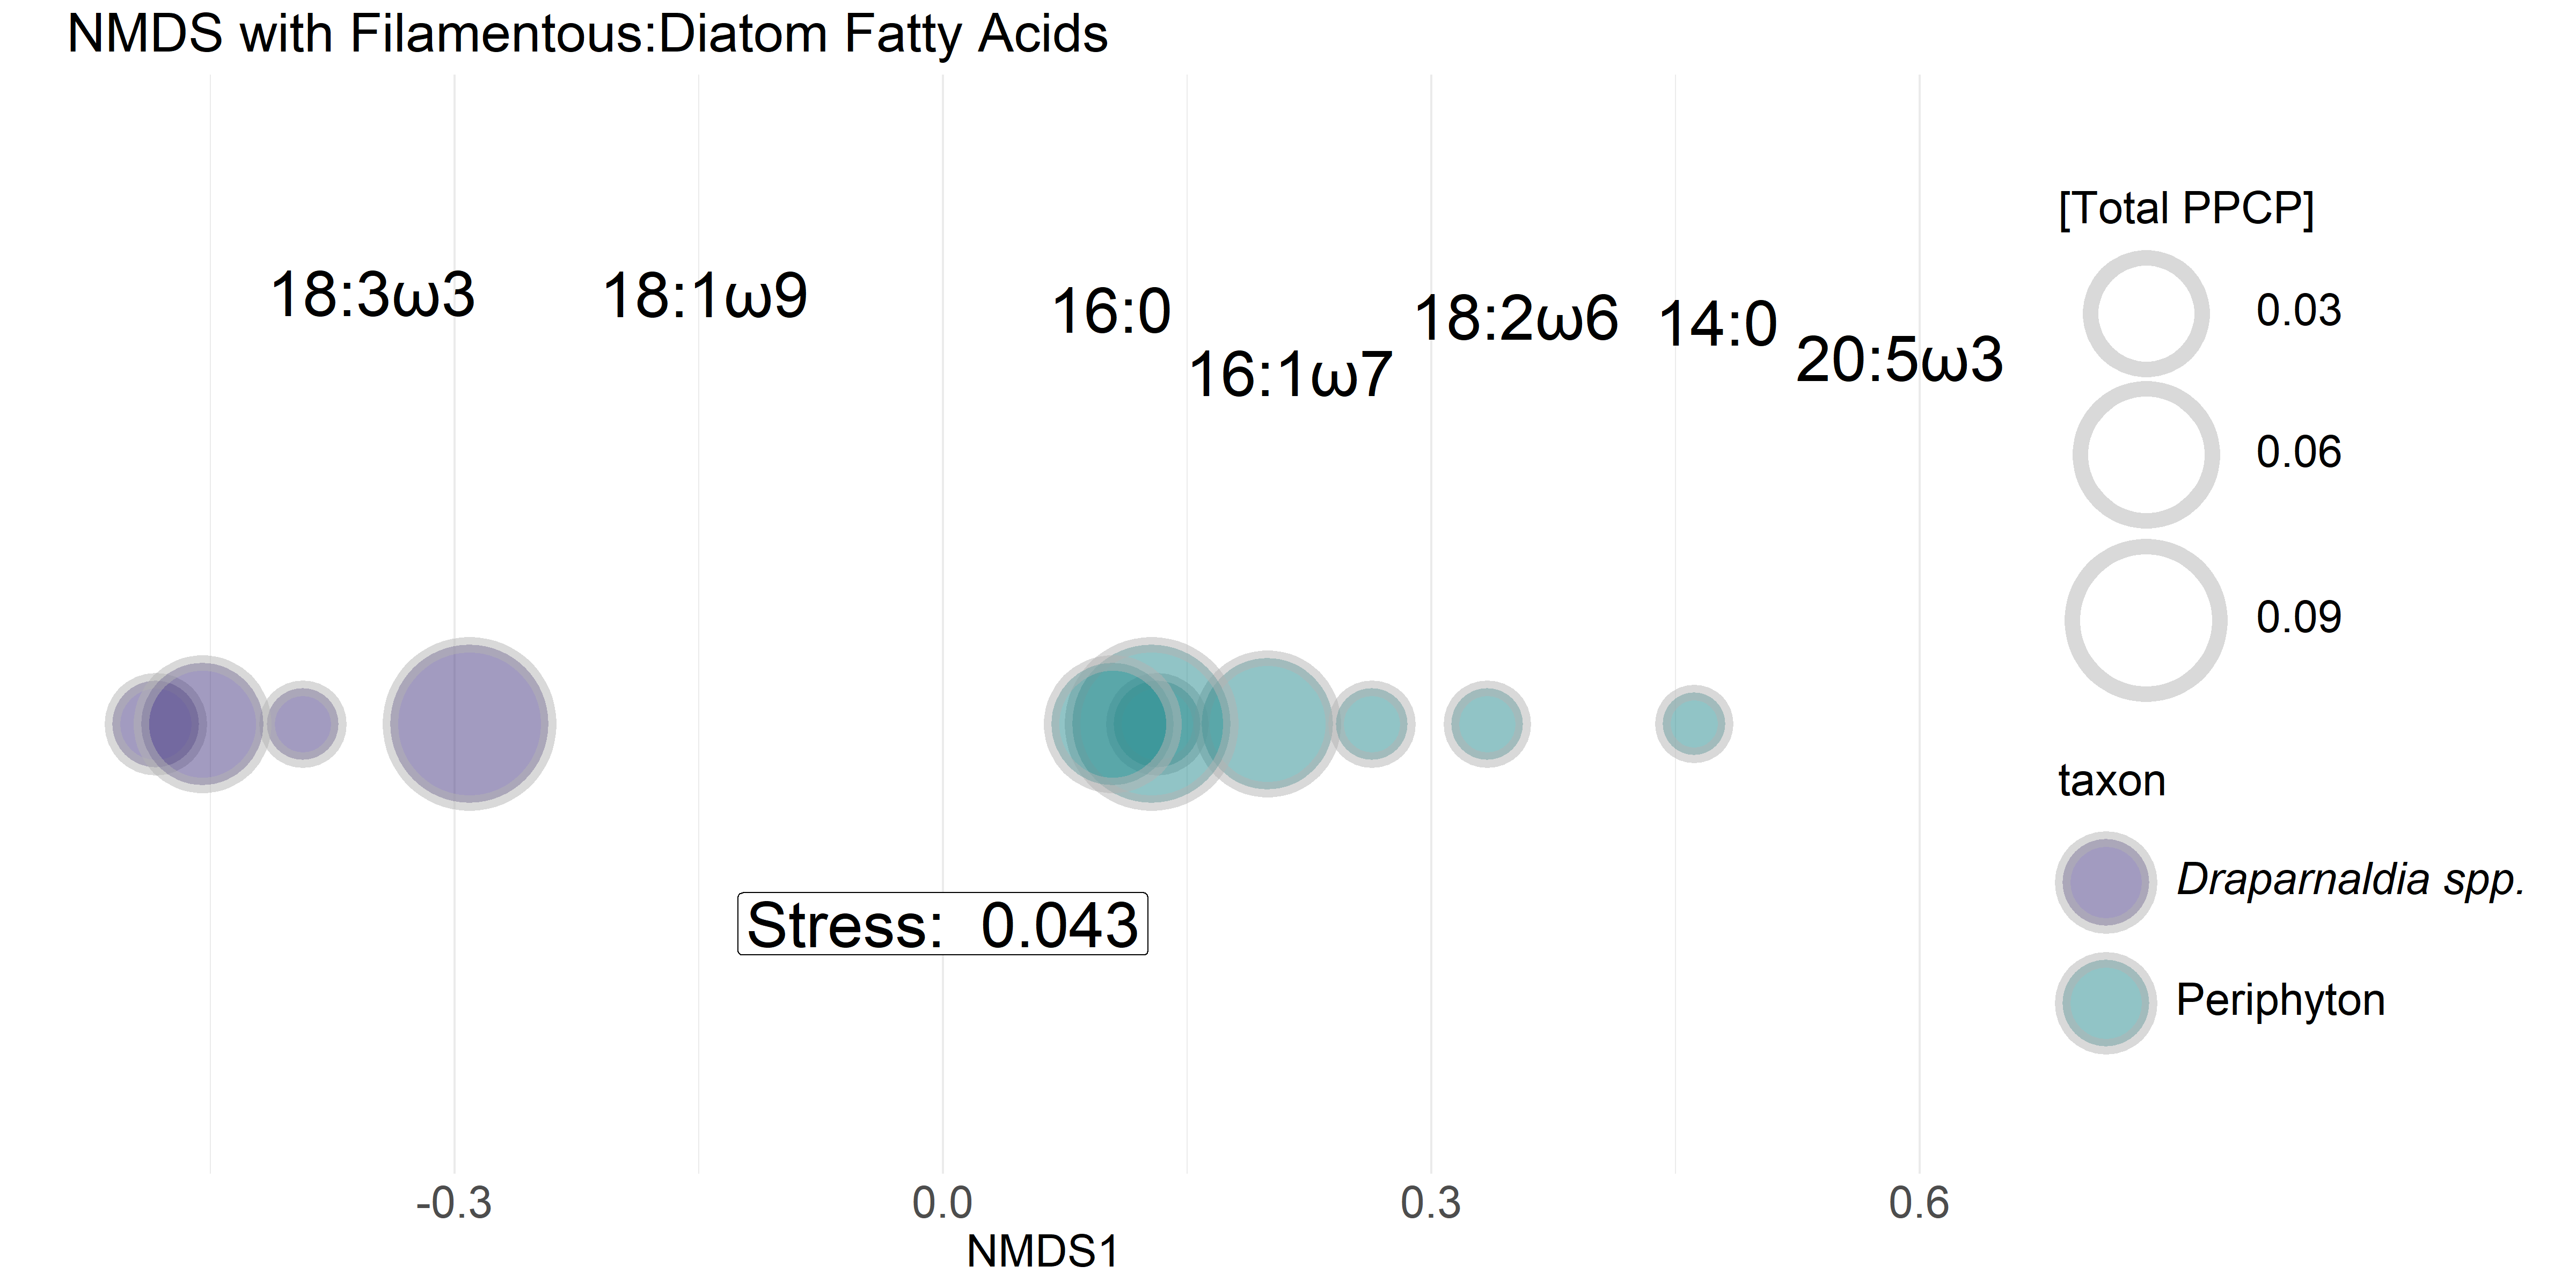 NMDS with Filamentous:Diatom Fatty Acids
18:3ω3
18:1ω9
16:0
16:1ω7
18:2ω6
14:0
20:5ω3
Stress:  0.043
-0.3
0.0
0.3
0.6
NMDS1
[Total PPCP]
0.03
0.06
0.09
taxon
Draparnaldia spp.
Periphyton